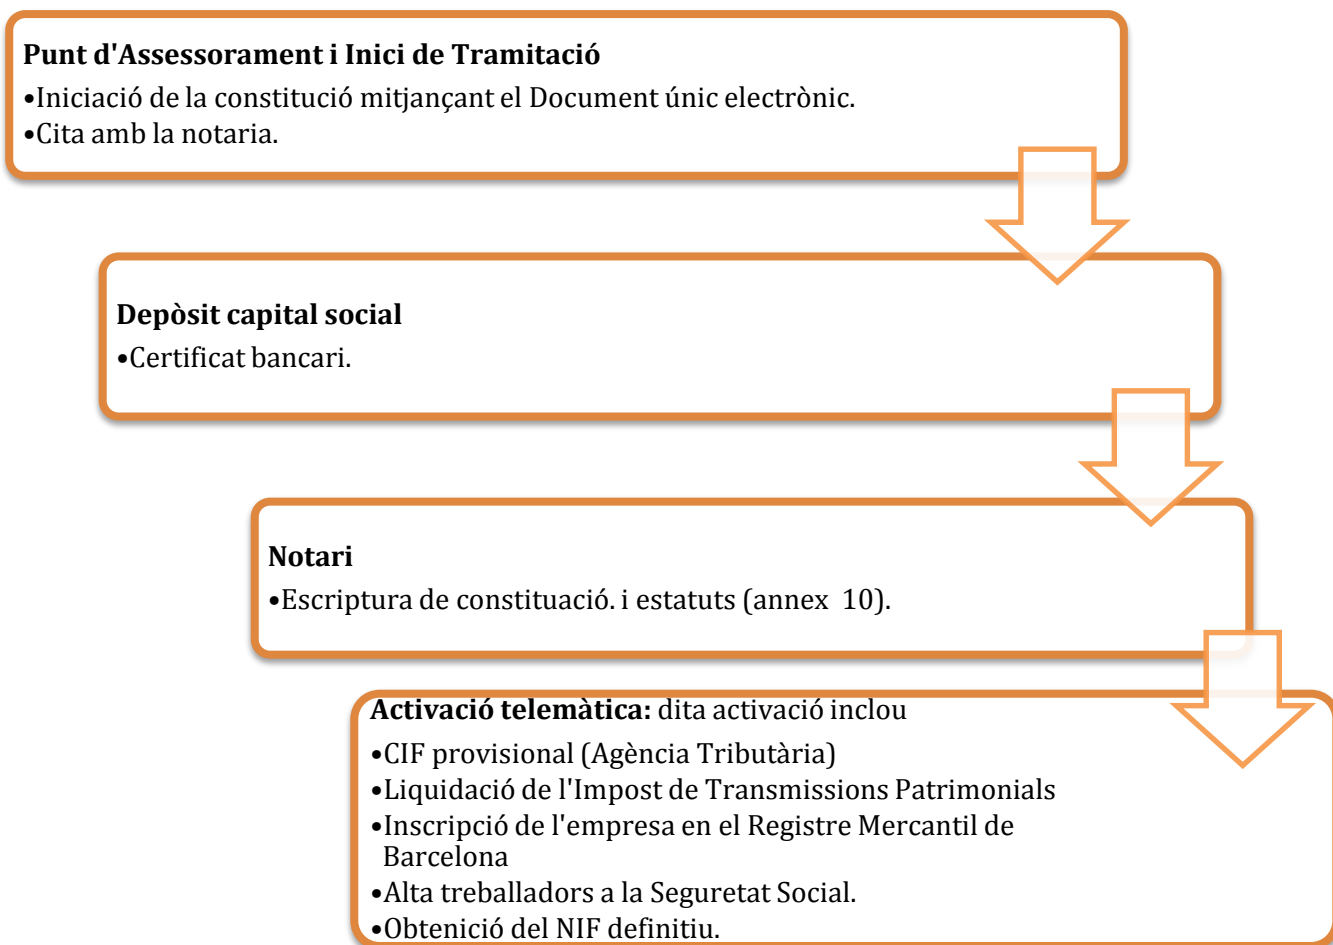 Punt d'Assessorament i Inici de Tramitació
•Iniciació de la constitució mitjançant el Document únic electrònic.
•Cita amb la notaria.
Depòsit capital social
•Certificat bancari.
Notari
•Escriptura de constituació. i estatuts (annex 10).
Activació telemàtica: dita activació inclou
•CIF provisional (Agència Tributària)
•Liquidació de l'Impost de Transmissions Patrimonials
•Inscripció de l'empresa en el Registre Mercantil de
Barcelona
•Alta treballadors a la Seguretat Social.
•Obtenició del NIF definitiu.